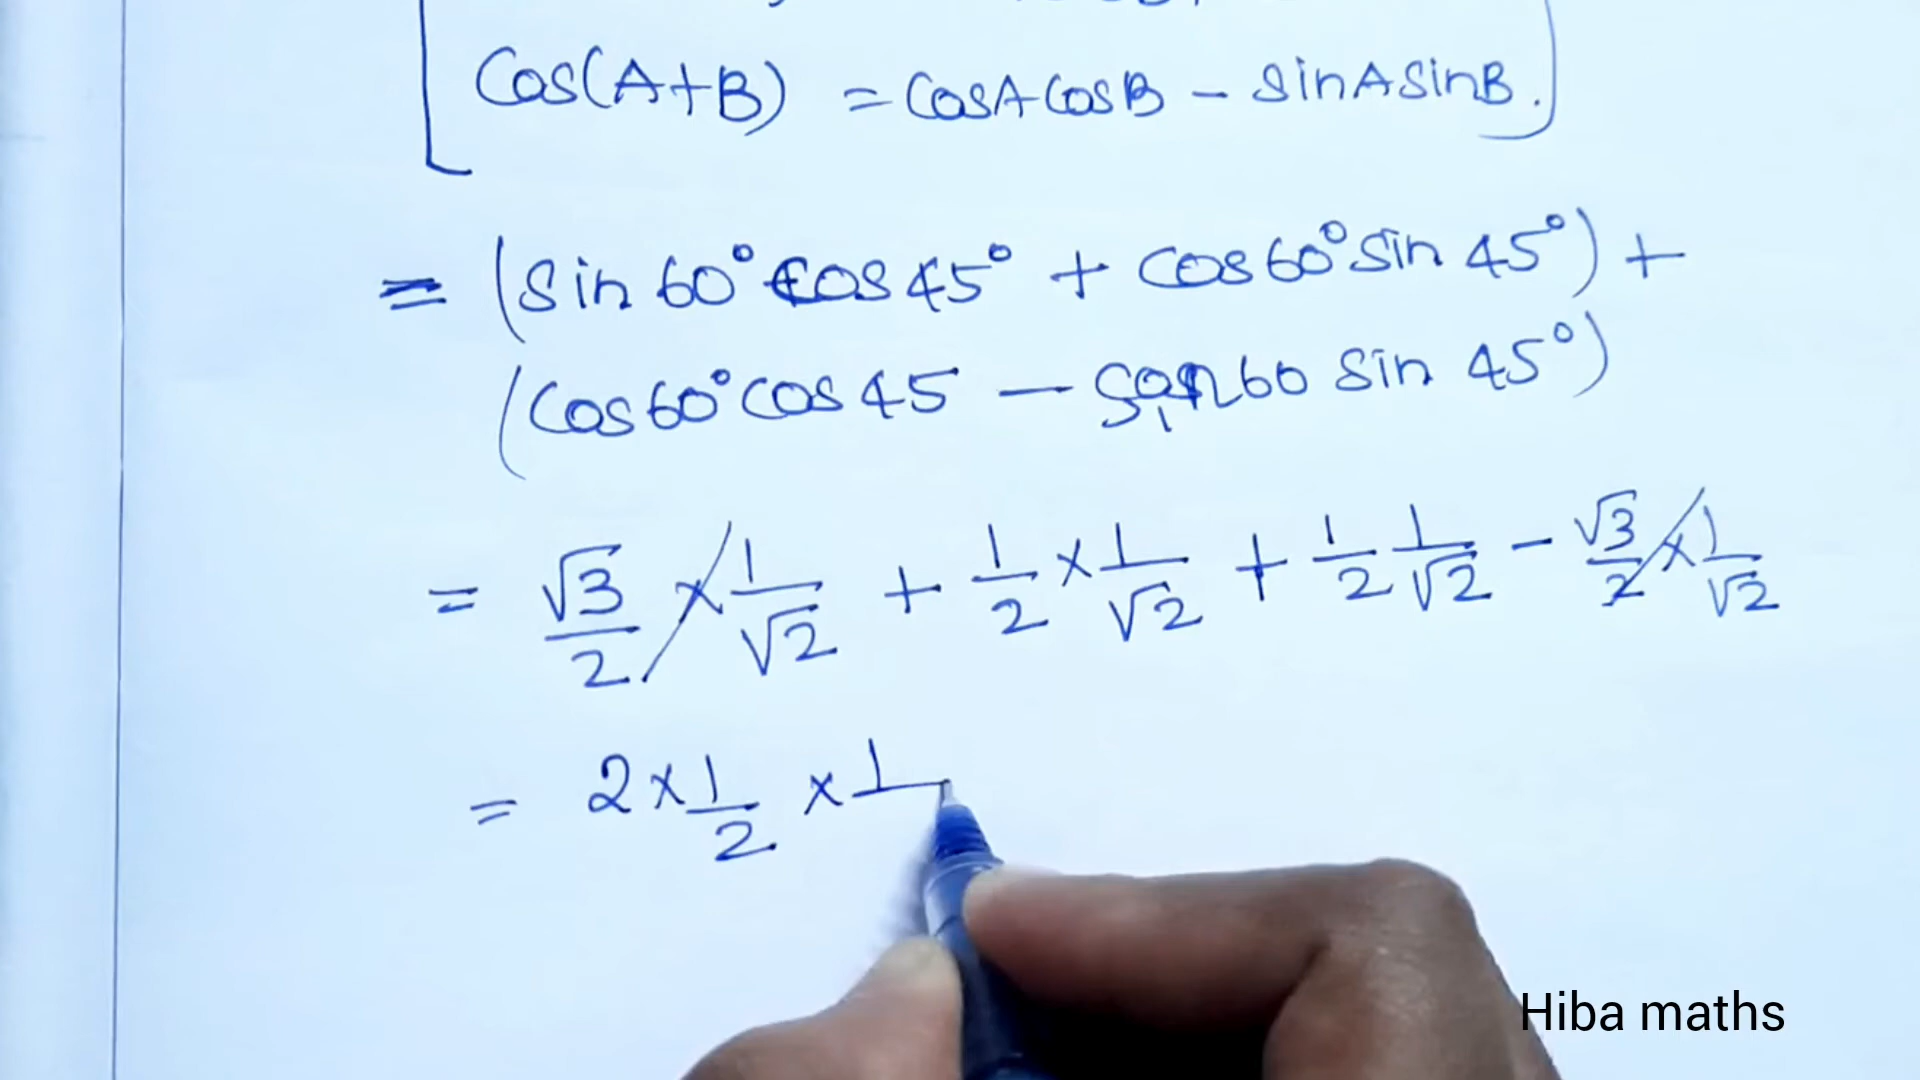 Cos(A+B) = CosA CosB - SinA SinB.
= (Sin 60° Cos 45° + Cos 60° Sin 45°) +
(Cos 60° Cos 45 - Sin 60 Sin 45°)
= √3/2 × 1/√2 + 1/2 × 1/√2 + 1/2 1/√2 - √3/2 × 1/√2
= 2 × 1/2 × 1
Hiba maths